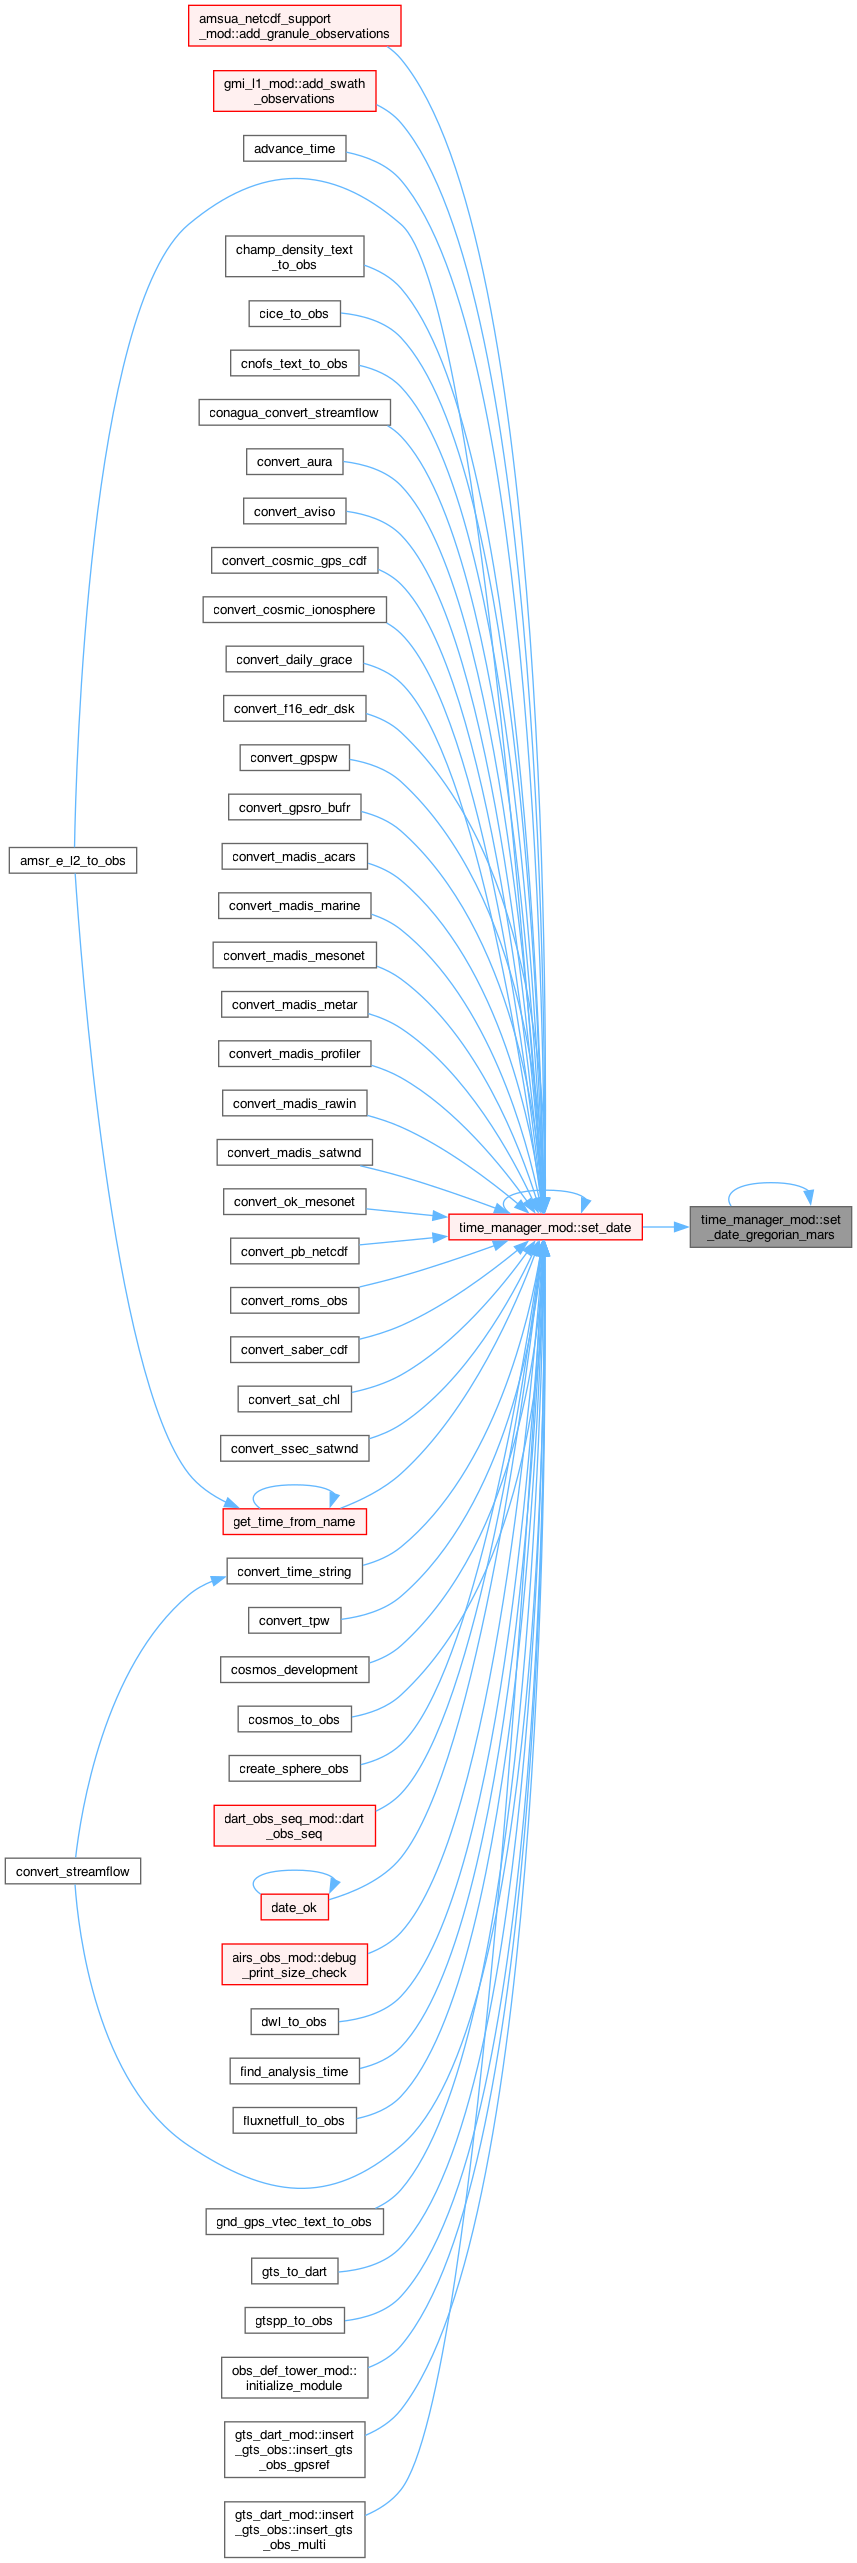 amsua_netcdf_support
_mod::add_granule_observations
gmi_l1_mod::add_swath
_observations
advance_time
champ_density_text
_to_obs
cice_to_obs
cnofs_text_to_obs
conagua_convert_streamflow
convert_aura
convert_aviso
convert_cosmic_gps_cdf
convert_cosmic_ionosphere
convert_daily_grace
convert_f16_edr_dsk
convert_gpspw
convert_gpsro_bufr
convert_madis_acars
amsr_e_l2_to_obs
convert_madis_marine
convert_madis_mesonet
convert_madis_metar
convert_madis_profiler
convert_madis_rawin
convert_madis_satwnd
convert_ok_mesonet
time_manager_mod::set_date
time_manager_mod::set
_date_gregorian_mars
convert_pb_netcdf
convert_roms_obs
convert_saber_cdf
convert_sat_chl
convert_ssec_satwnd
get_time_from_name
convert_time_string
convert_tpw
cosmos_development
cosmos_to_obs
create_sphere_obs
dart_obs_seq_mod::dart
_obs_seq
convert_streamflow
date_ok
airs_obs_mod::debug
_print_size_check
dwl_to_obs
find_analysis_time
fluxnetfull_to_obs
gnd_gps_vtec_text_to_obs
gts_to_dart
gtspp_to_obs
obs_def_tower_mod::
initialize_module
gts_dart_mod::insert
_gts_obs::insert_gts
_obs_gpsref
gts_dart_mod::insert
_gts_obs::insert_gts
_obs_multi